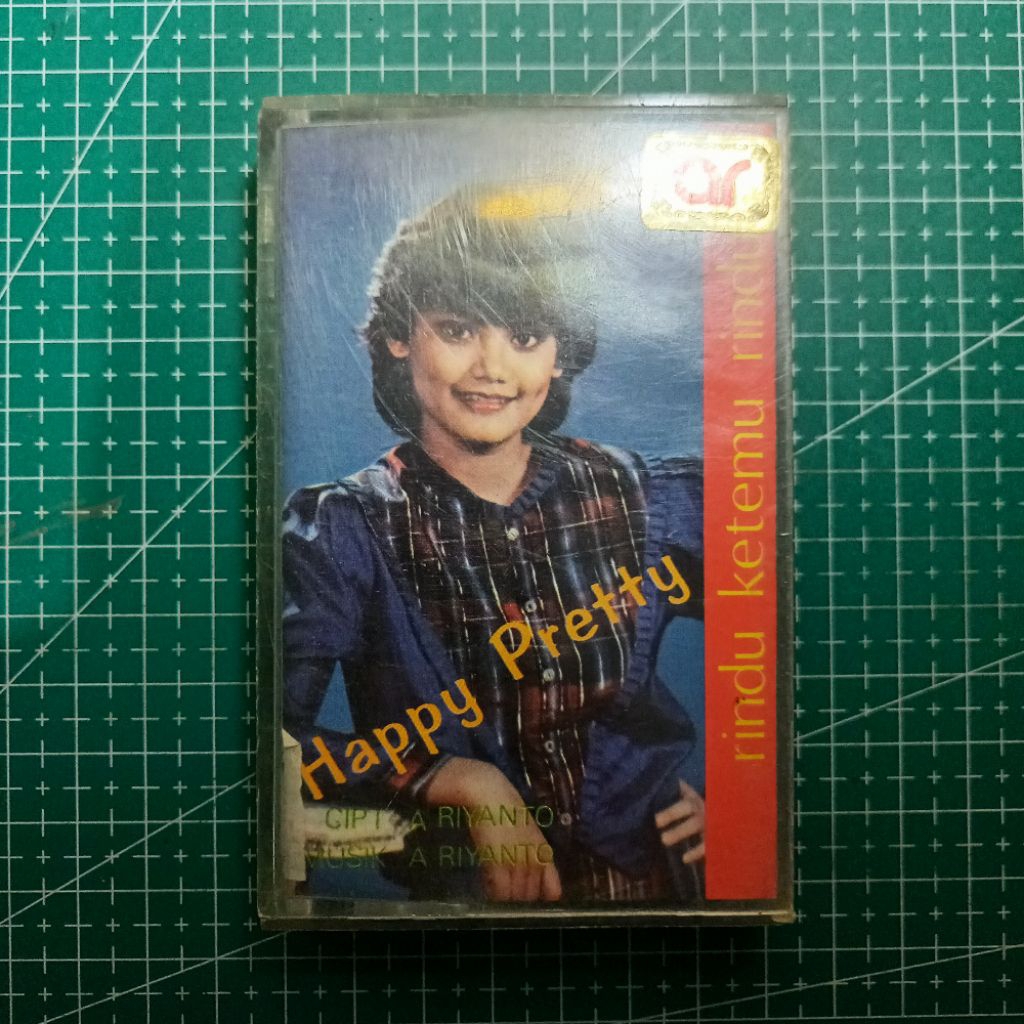 rindu ketemu rindu
Happy Pretty
CIPT A RIYANTO
MUSIK A RIYANTO